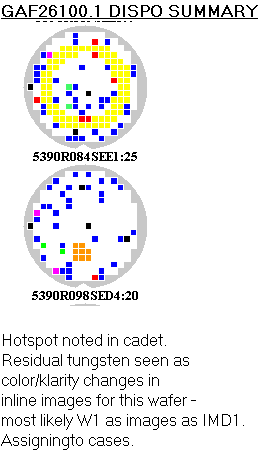 GAF26100.1 DISPO SUMMARY
5390R084SEE1:25
5390R098SED4:20
Hotspot noted in cadet.
Residual tungsten seen as
color/klarity changes in
inline images for this wafer -
most likely W1 as images as IMD1.
Assigningto cases.